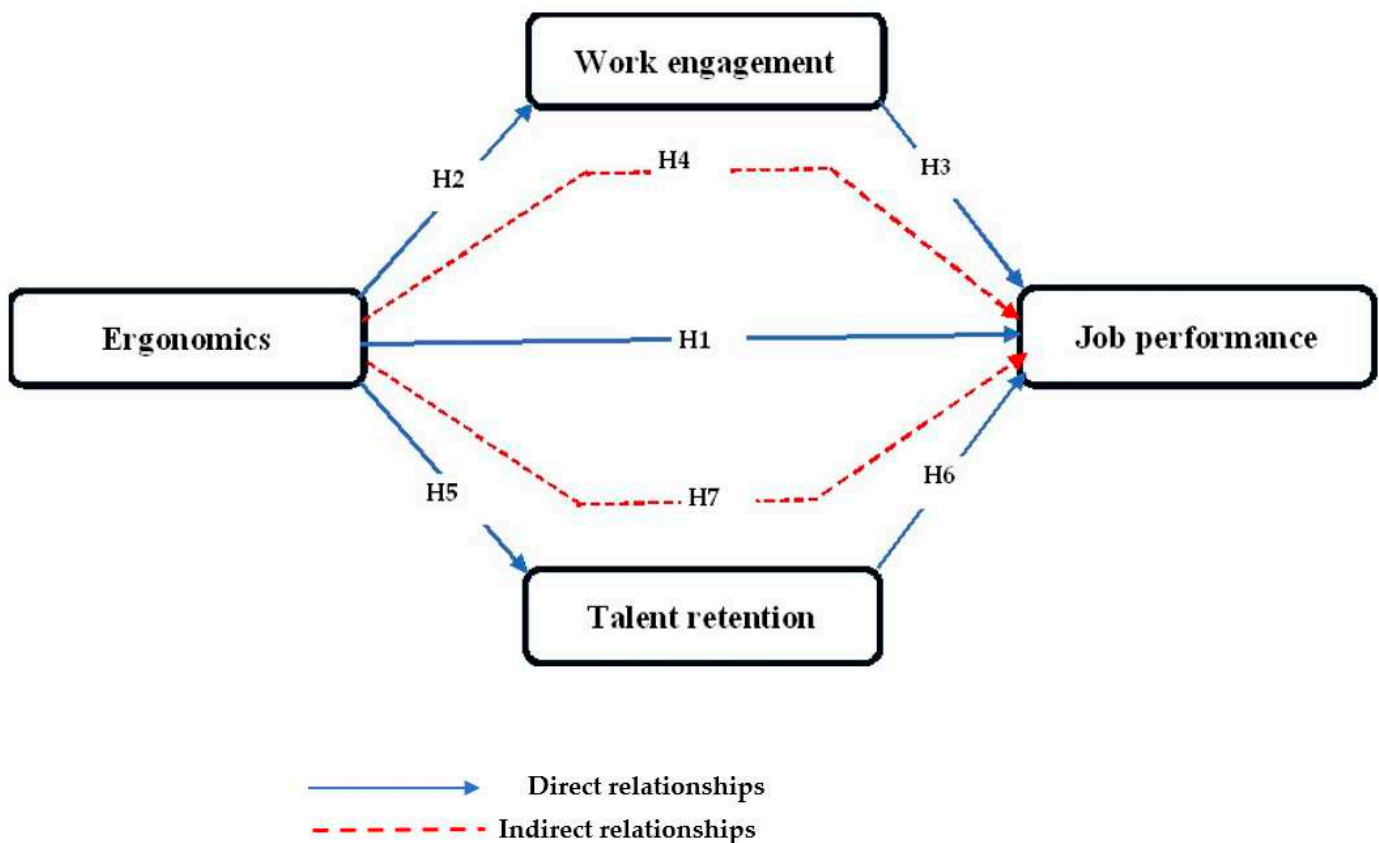 Work engagement
H4
H3
H2
Ergonomics
H1
Job performance
H5
H7
H6
Talent retention
Direct relationships
Indirect relationships